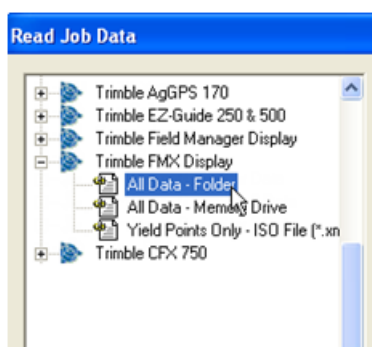 Read Job Data
Trimble AgGPS 170
Trimble EZ-Guide 250 & 500
Trimble Field Manager Display
Trimble FMX Display
All Data - Folder
All Data - Memory Drive
Yield Points Only - ISO File (*.xn
Trimble CFX 750